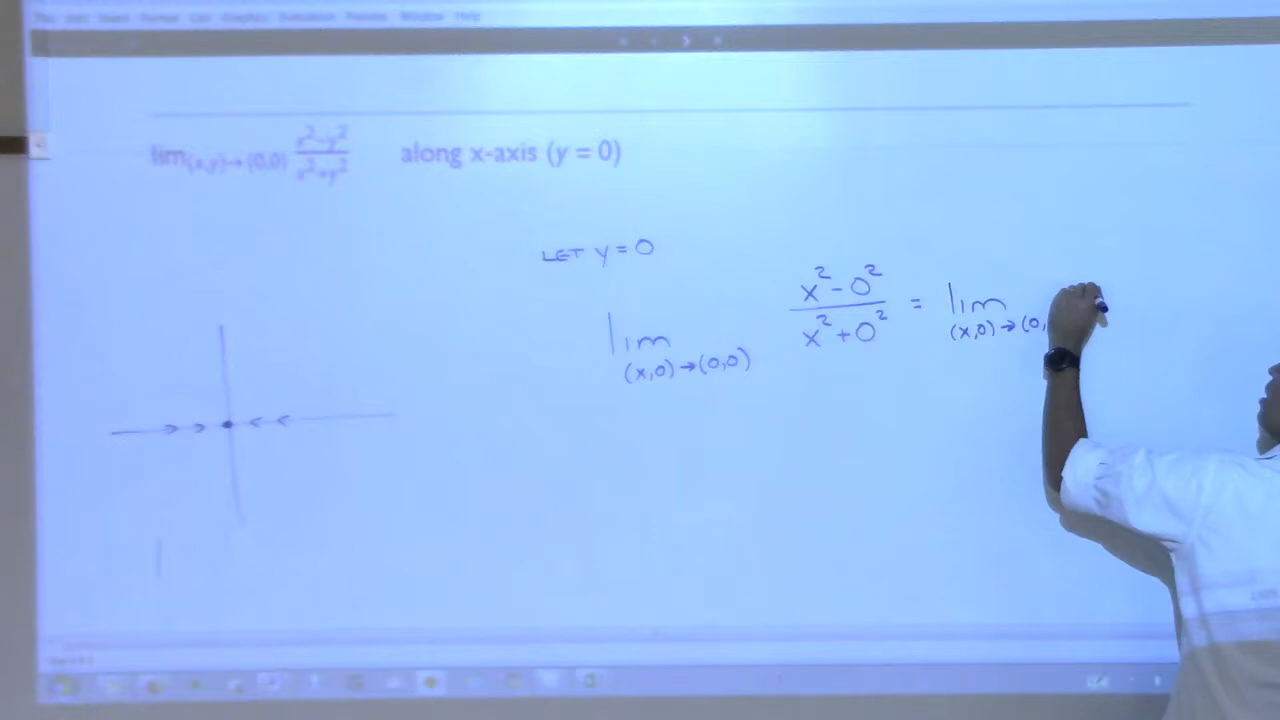 lim(x,y)→(0,0) x²-y²/x²+y² along x-axis (y = 0)
LET y=0
lim (x,0)→(0,0) x²-0²/x²+0² = lim (x,0)→(0,